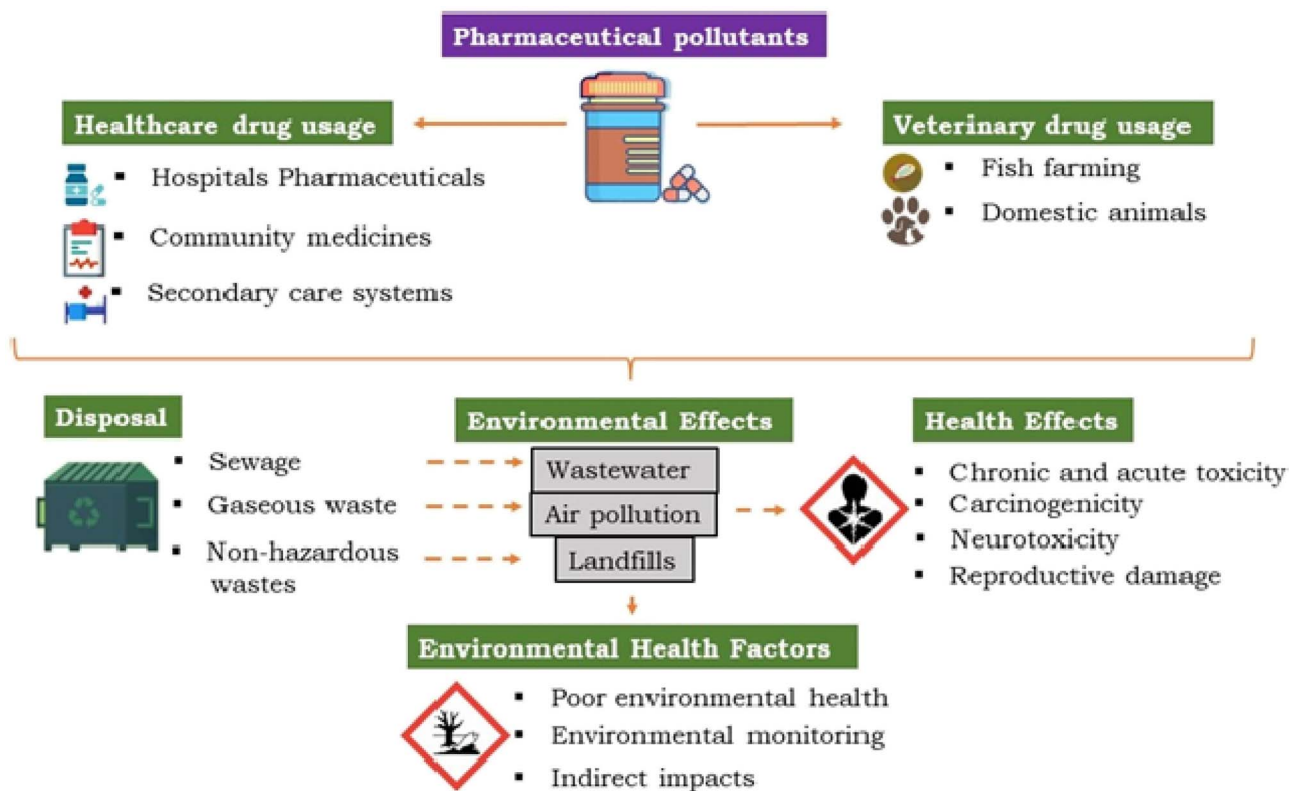 Pharmaceutical pollutants
Healthcare drug usage
Hospitals Pharmaceuticals
Community medicines
Secondary care systems
Veterinary drug usage
Fish farming
Domestic animals
Disposal
Sewage
Gaseous waste
Non-hazardous
wastes
Environmental Effects
Wastewater
Air pollution
Landfills
Health Effects
Chronic and acute toxicity
Carcinogenicity
Neurotoxicity
Reproductive damage
Environmental Health Factors
Poor environmental health
Environmental monitoring
Indirect impacts